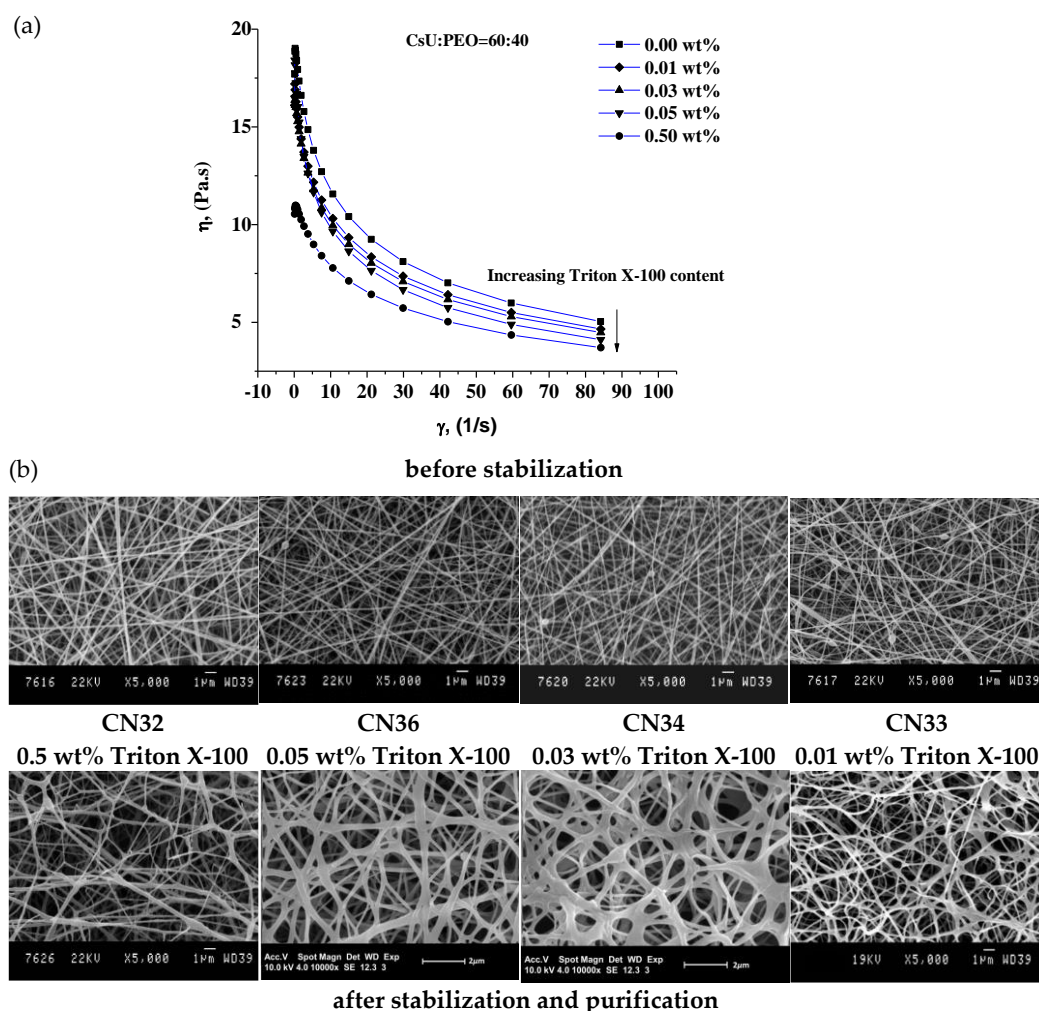 (a)
CsU:PEO=60:40
0.00 wt%
0.01 wt%
0.03 wt%
0.05 wt%
0.50 wt%
20
15
10
5
η, (Pa.s)
Increasing Triton X-100 content
-10 0 10 20 30 40 50 60 70 80 90 100
γ, (1/s)
(b)
before stabilization
7616 22KV X5,000 1μm WD39
7623 22KV X5,000 1μm WD39
7620 22KV X5,000 1μm WD39
7617 22KV X5,000 1μm WD39
CN32 CN36 CN34 CN33
0.5 wt% Triton X-100 0.05 wt% Triton X-100 0.03 wt% Triton X-100 0.01 wt% Triton X-100
7626 22KV X5,000 1μm WD39
Acc.V Spot Magn Det WD Exp
10.0 kV 4.0 10000x SE 12.3 3 2μm
Acc.V Spot Magn Det WD Exp
10.0 kV 4.0 10000x SE 12.3 3 2μm
19KV X5,000 1μm WD39
after stabilization and purification